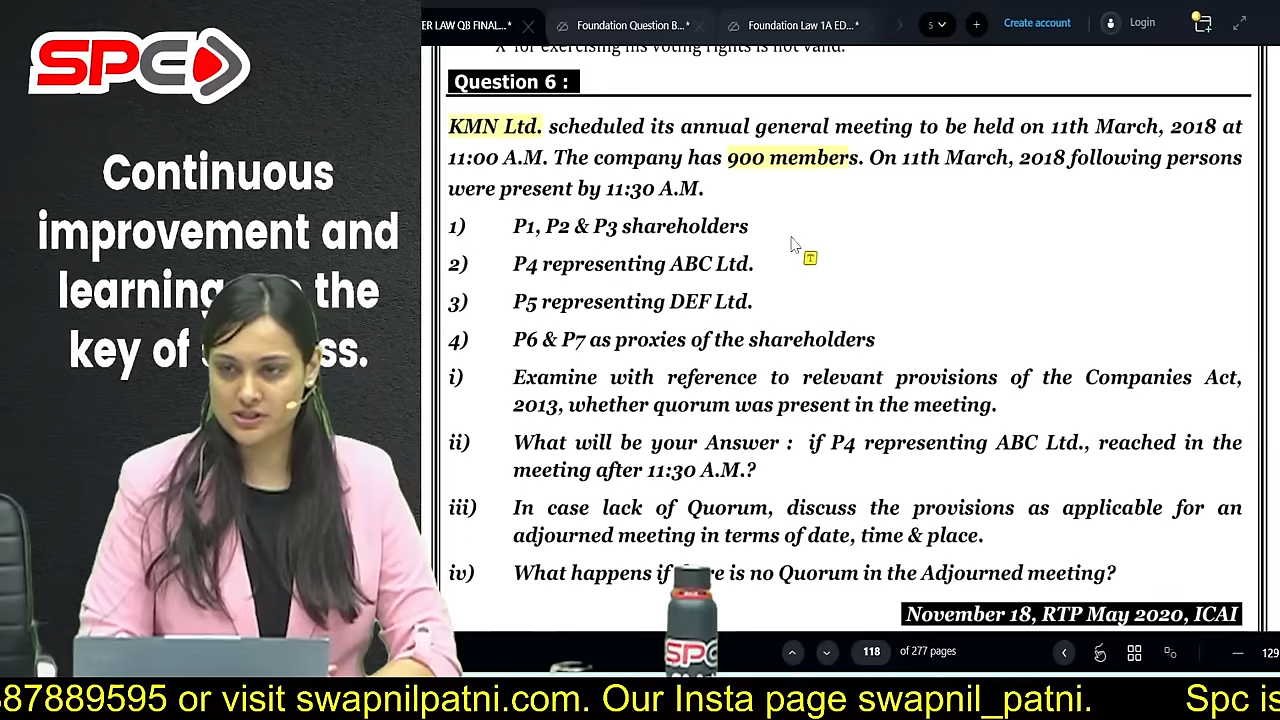 ER LAW QB FINAL...*
Foundation Question B...*
Foundation Law 1A ED...*
5
Create account
Login
SPC
Continuous
improvement and
learning the
key of ss.
X for exercising his voting rights is not valid.
Question 6 :
KMN Ltd. scheduled its annual general meeting to be held on 11th March, 2018 at
11:00 A.M. The company has 900 members. On 11th March, 2018 following persons
were present by 11:30 A.M.
1) P1, P2 & P3 shareholders
2) P4 representing ABC Ltd.
3) P5 representing DEF Ltd.
4) P6 & P7 as proxies of the shareholders
i) Examine with reference to relevant provisions of the Companies Act,
2013, whether quorum was present in the meeting.
ii) What will be your Answer : if P4 representing ABC Ltd., reached in the
meeting after 11:30 A.M.?
iii) In case lack of Quorum, discuss the provisions as applicable for an
adjourned meeting in terms of date, time & place.
iv) What happens if re is no Quorum in the Adjourned meeting?
November 18, RTP May 2020, ICAI
118 of 277 pages
129
SPC
87889595 or visit swapnilpatni.com. Our Insta page swapnil_patni. Spc is